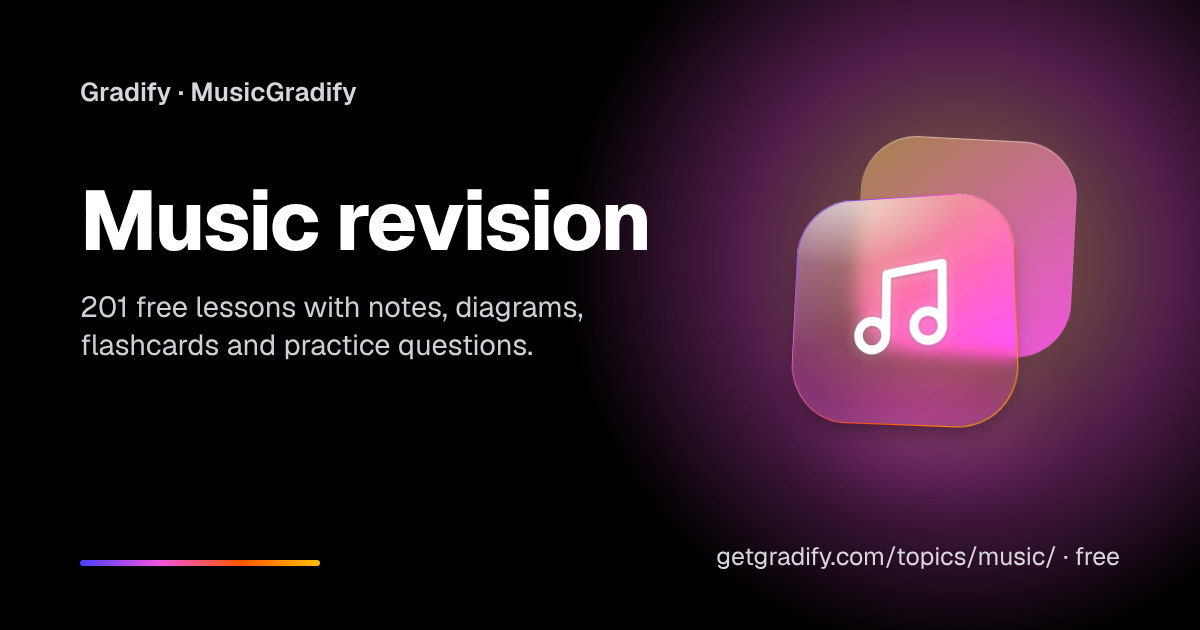 Gradify · MusicGradify
Music revision
201 free lessons with notes, diagrams,
flashcards and practice questions.
getgradify.com/topics/music/ · free